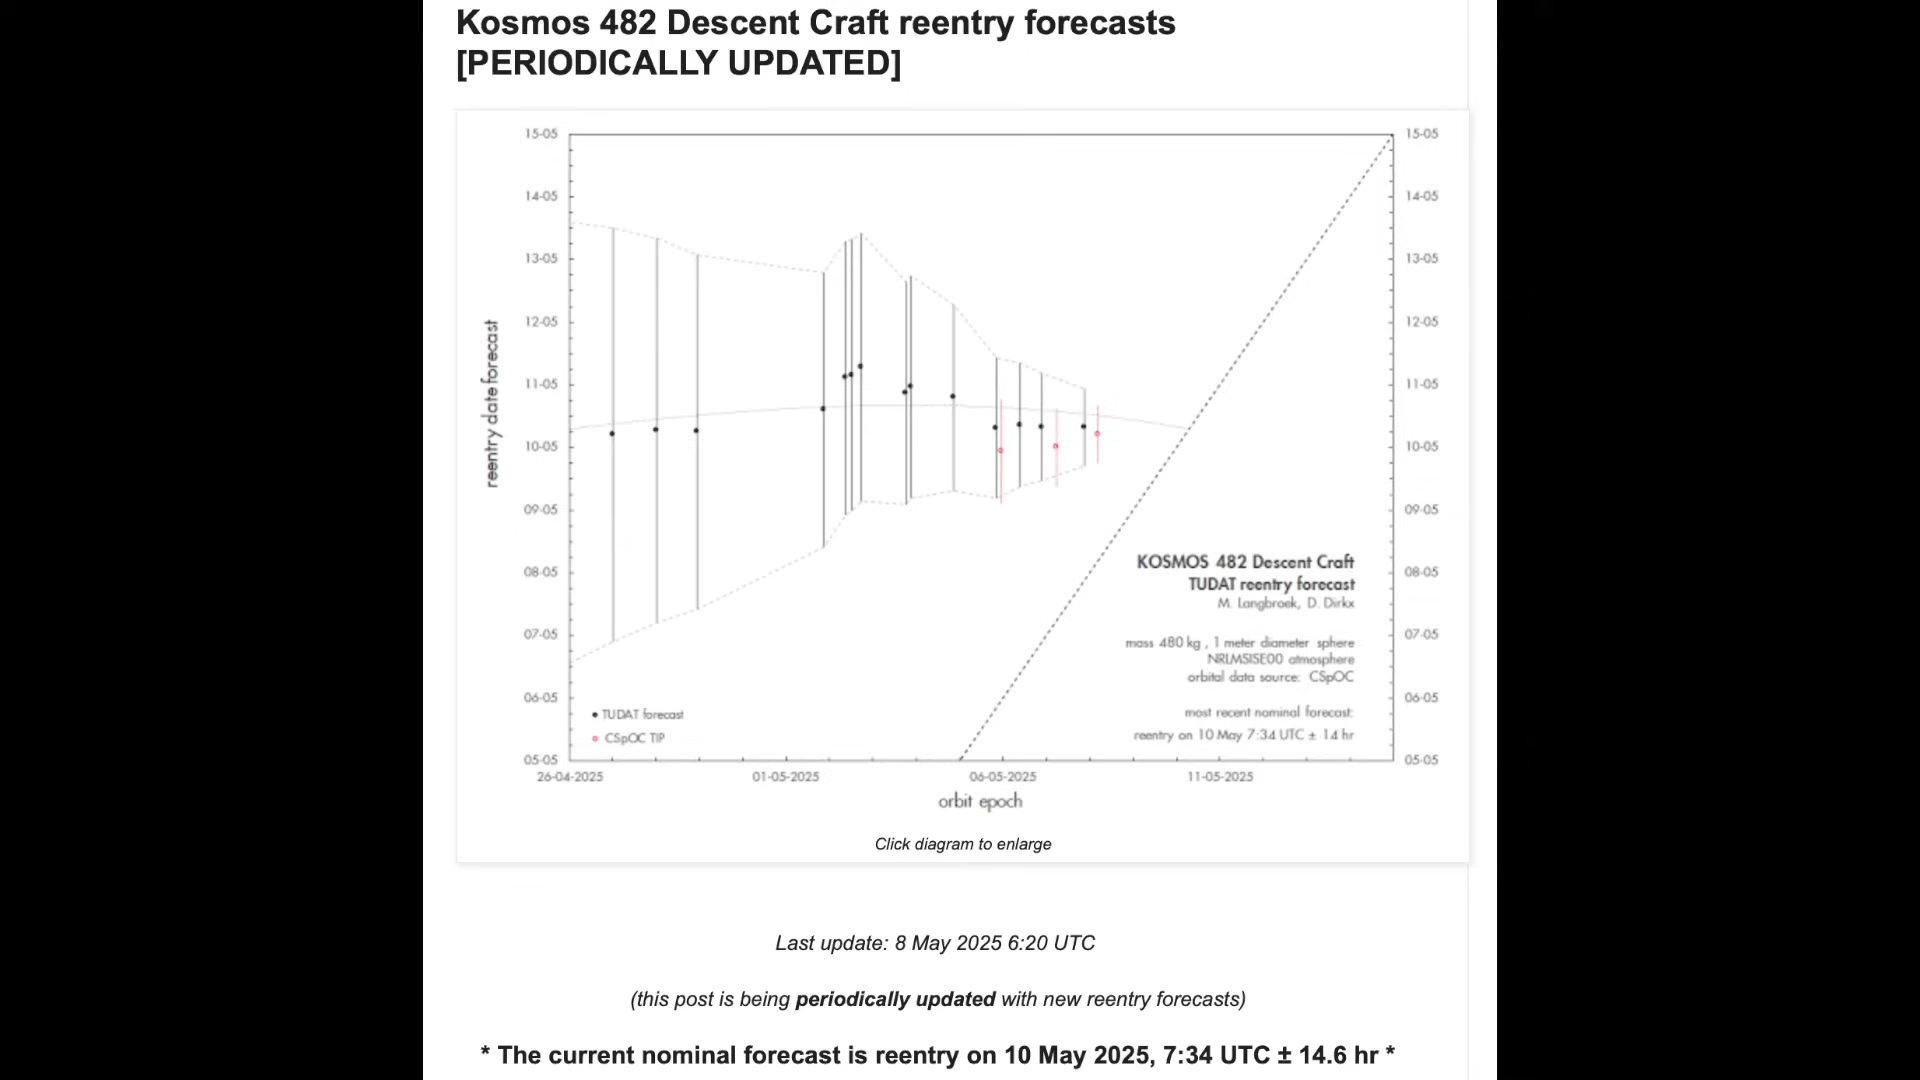 Kosmos 482 Descent Craft reentry forecasts
[PERIODICALLY UPDATED]
15-05
15-05
14-05
14-05
13-05
13-05
12-05
12-05
reentry date forecast
11-05
11-05
10-05
10-05
09-05
09-05
KOSMOS 482 Descent Craft
08-05
08-05
TUDAT reentry forecast
M. Langbroek, D. Dirkx
07-05
07-05
mass 480 kg , 1 meter diameter sphere
NRLMSISE00 atmosphere
orbital data source: CSpOC
06-05
06-05
TUDAT forecast
most recent nominal forecast:
CSpOC TIP
reentry on 10 May 7:34 UTC ± 14 hr
05-05
05-05
26-04-2025
01-05-2025
06-05-2025
11-05-2025
orbit epoch
Click diagram to enlarge
Last update: 8 May 2025 6:20 UTC
(this post is being periodically updated with new reentry forecasts)
* The current nominal forecast is reentry on 10 May 2025, 7:34 UTC ± 14.6 hr *